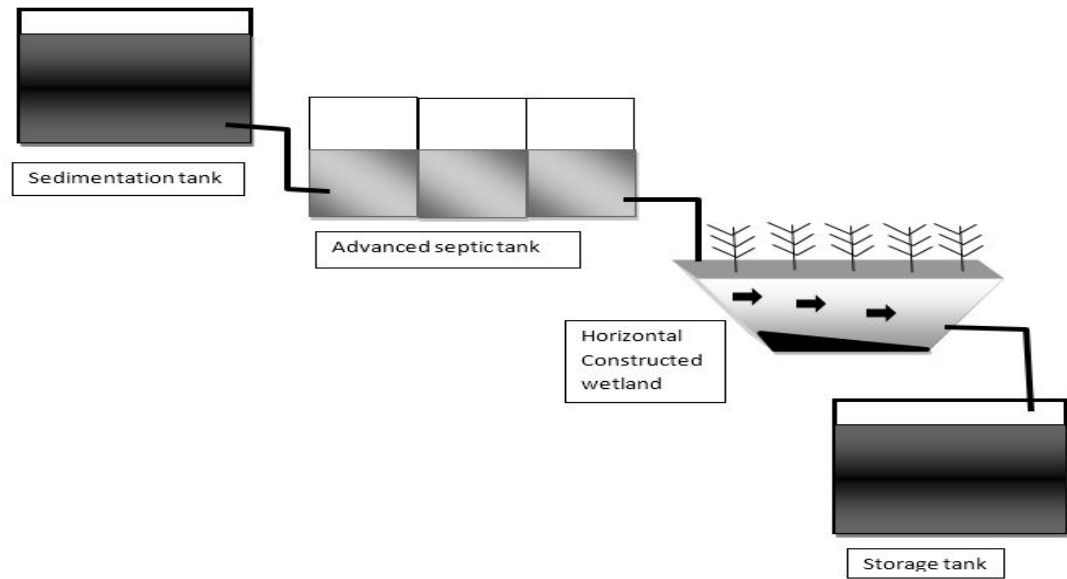 Sedimentation tank
Advanced septic tank
Horizontal
Constructed
wetland
Storage tank